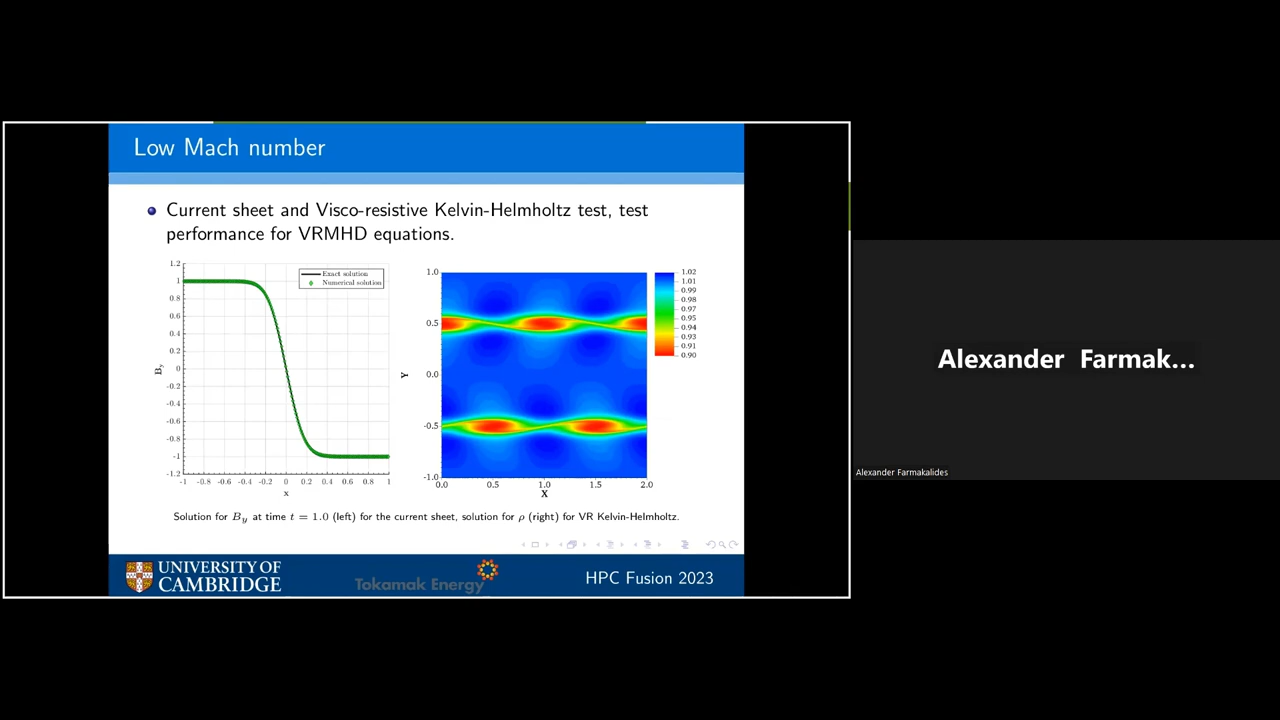 Low Mach number
Current sheet and Visco-resistive Kelvin-Helmholtz test, test
performance for VRMHD equations.
1.2
1
0.8
0.6
0.4
0.2
0
-0.2
-0.4
-0.6
-0.8
-1
-1.2
B_y
Exact solution
Numerical solution
-1 -0.8 -0.6 -0.4 -0.2 0 0.2 0.4 0.6 0.8 1
x
1.0
0.5
0.0
-0.5
-1.0
Y
0.0 0.5 1.0 1.5 2.0
X
1.02
1.01
0.99
0.98
0.97
0.95
0.94
0.93
0.91
0.90
Solution for B_y at time t = 1.0 (left) for the current sheet, solution for ρ (right) for VR Kelvin-Helmholtz.
UNIVERSITY OF
CAMBRIDGE
Tokamak Energy
HPC Fusion 2023
Alexander Farmak...
Alexander Farmakalides